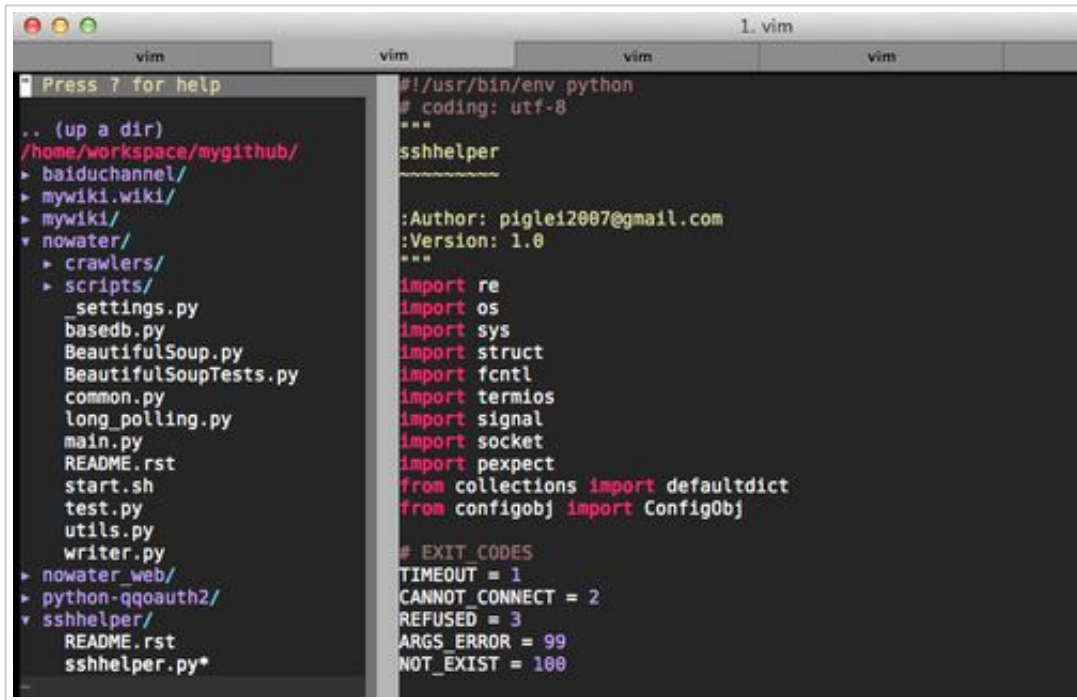 1. vim
vim vim vim vim
" Press ? for help
.. (up a dir)
/home/workspace/mygithub/
▸ baiduchannel/
▸ mywiki.wiki/
▸ mywiki/
▾ nowater/
▸ crawlers/
▸ scripts/
_settings.py
basedb.py
BeautifulSoup.py
BeautifulSoupTests.py
common.py
long_polling.py
main.py
README.rst
start.sh
test.py
utils.py
writer.py
▸ nowater_web/
▸ python-qqoauth2/
▾ sshhelper/
README.rst
sshhelper.py*
~
#!/usr/bin/env python
# coding: utf-8
"""
sshhelper
~~~~~~~~~
:Author: piglei2007@gmail.com
:Version: 1.0
"""
import re
import os
import sys
import struct
import fcntl
import termios
import signal
import socket
import pexpect
from collections import defaultdict
from configobj import ConfigObj
# EXIT_CODES
TIMEOUT = 1
CANNOT_CONNECT = 2
REFUSED = 3
ARGS_ERROR = 99
NOT_EXIST = 100